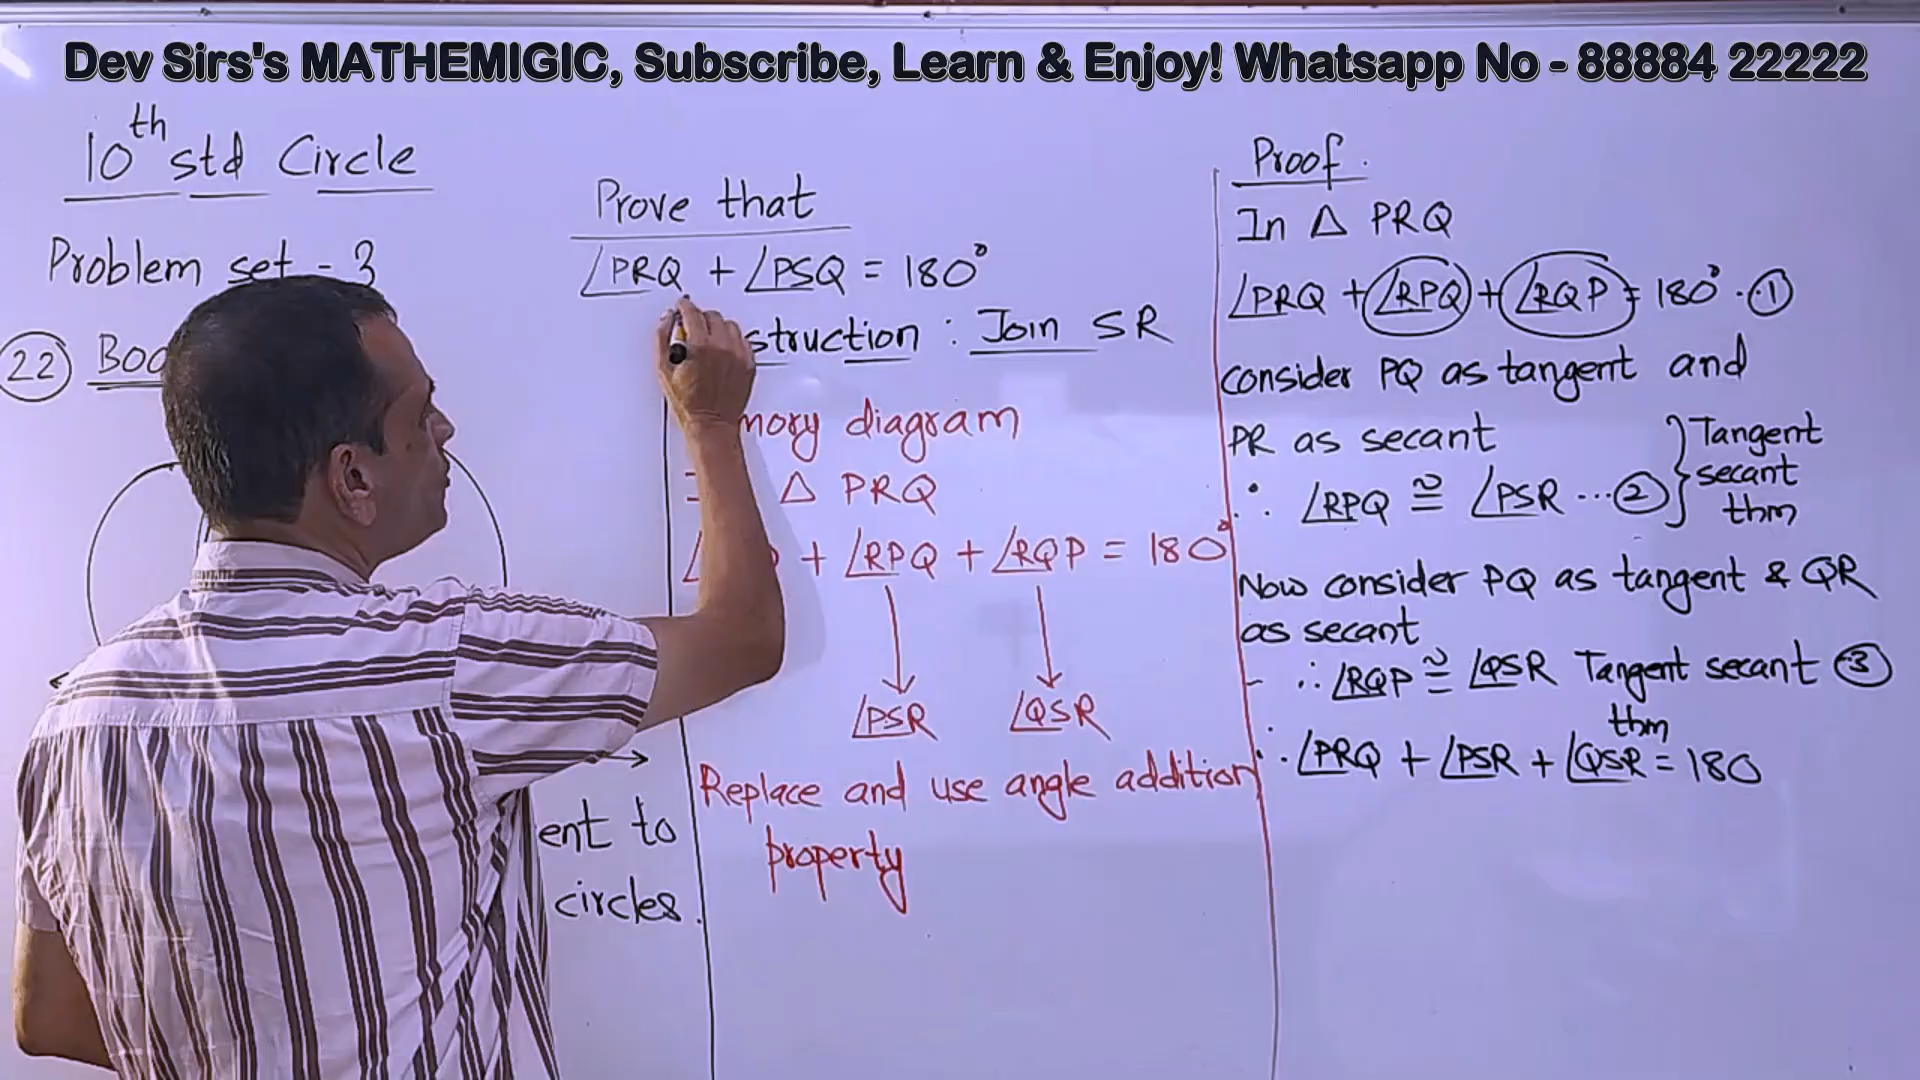 Dev Sirs's MATHEMIGIC, Subscribe, Learn & Enjoy! Whatsapp No - 88884 22222
10th std Circle
Problem set - 3
22
ent to
circles.
Prove that
∠PRQ + ∠PSQ = 180°
struction : Join SR
mory diagram
Δ PRQ
+ ∠RPQ + ∠RQP = 180°
∠PSR ∠QSR
Replace and use angle addition
property
Proof.
In Δ PRQ
∠PRQ + ∠RPQ + ∠RQP = 180° ·①
consider PQ as tangent and
PR as secant
∴ ∠RPQ ≅ ∠PSR ...②
Tangent
secant
thm
Now consider PQ as tangent & QR
as secant
∴ ∠RQP ≅ ∠QSR Tangent secant ③
thm
∴ ∠PRQ + ∠PSR + ∠QSR = 180